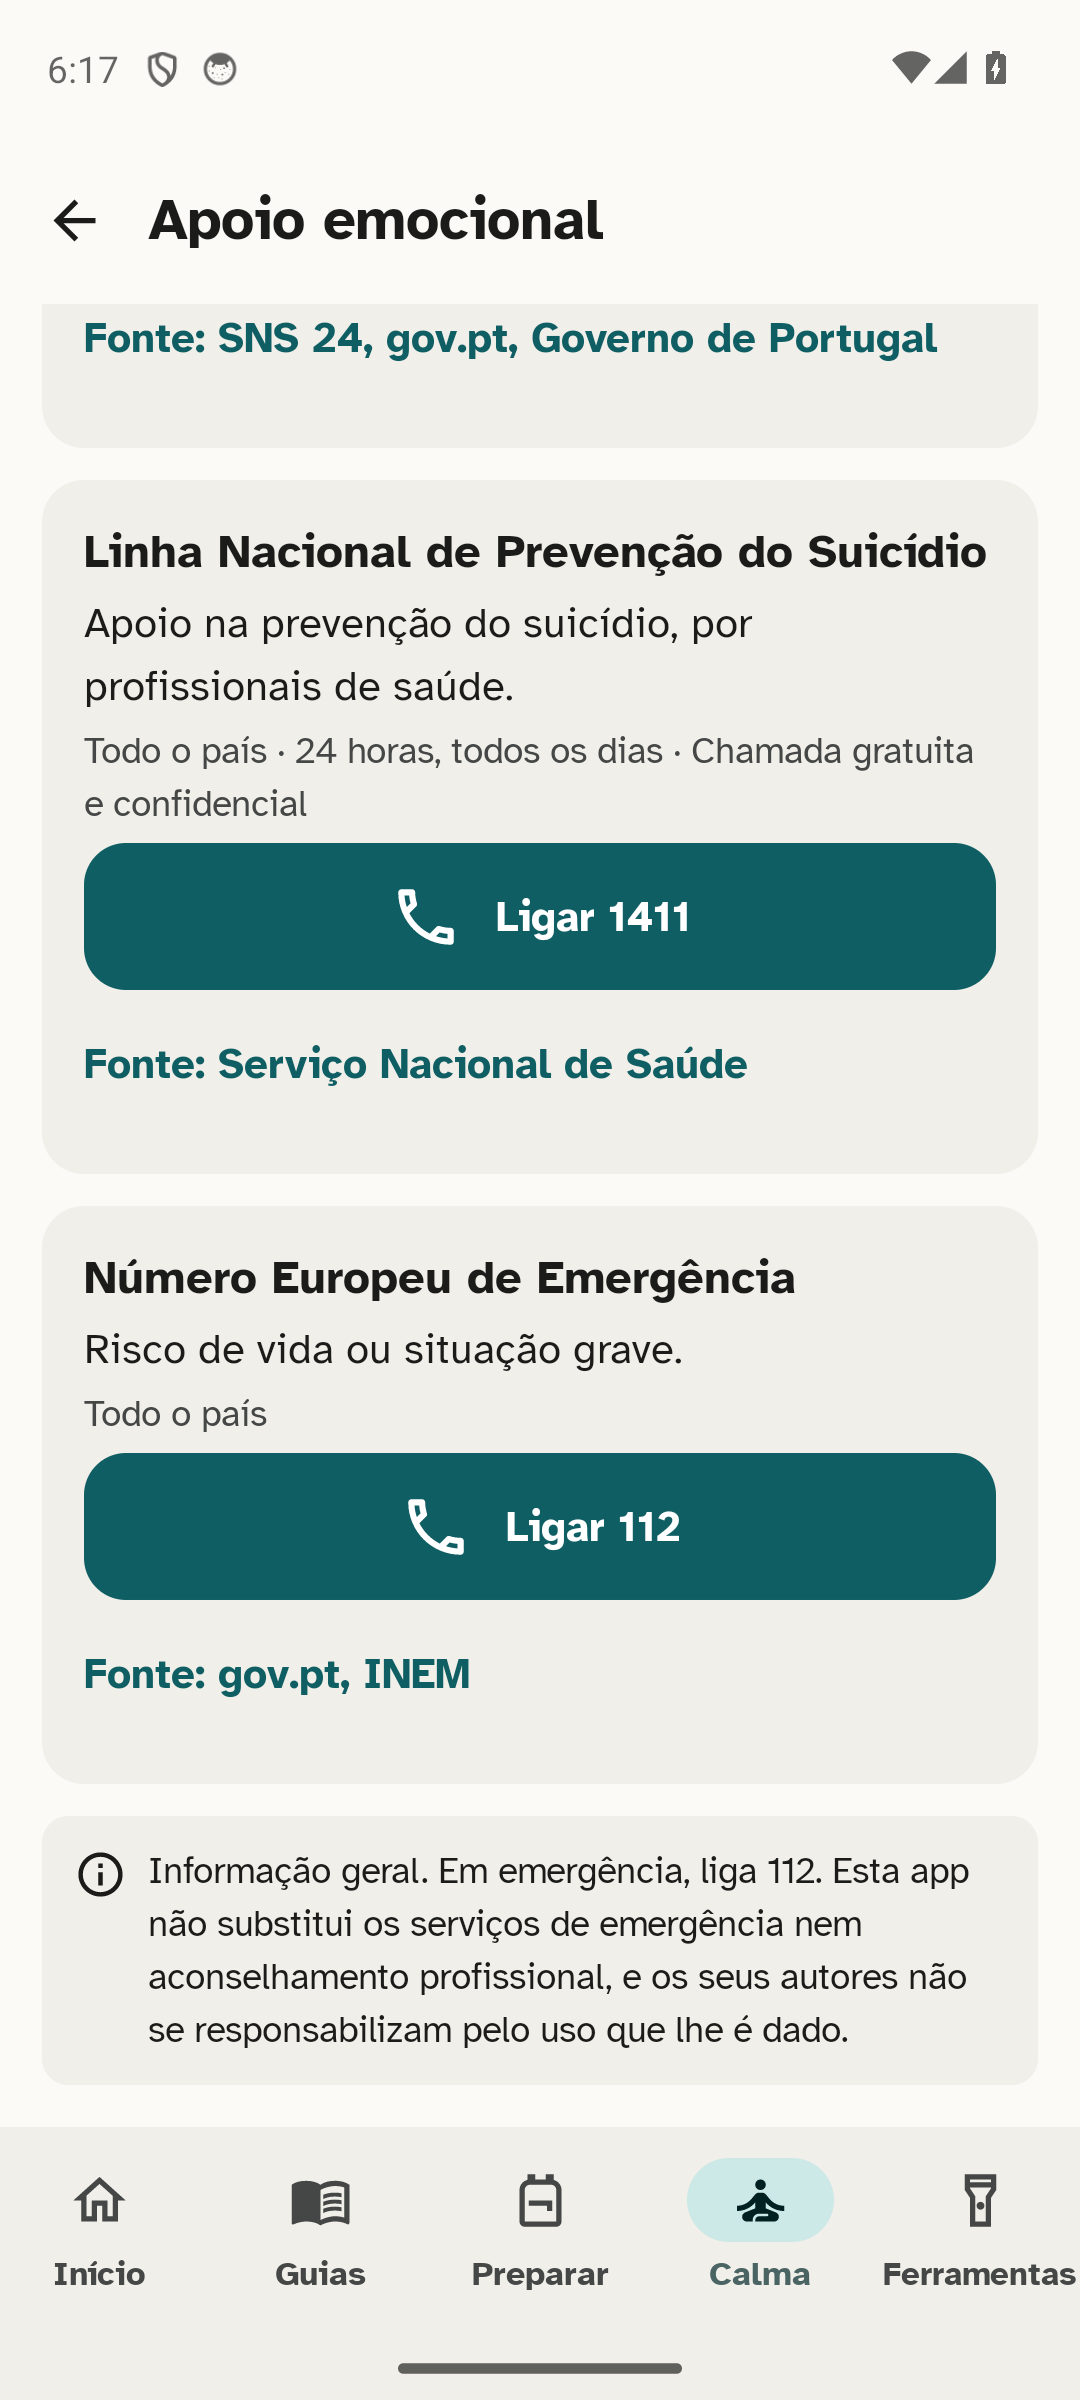 6:17
Apoio emocional
Fonte: SNS 24, gov.pt, Governo de Portugal
Linha Nacional de Prevenção do Suicídio
Apoio na prevenção do suicídio, por
profissionais de saúde.
Todo o país · 24 horas, todos os dias · Chamada gratuita
e confidencial
Ligar 1411
Fonte: Serviço Nacional de Saúde
Número Europeu de Emergência
Risco de vida ou situação grave.
Todo o país
Ligar 112
Fonte: gov.pt, INEM
Informação geral. Em emergência, liga 112. Esta app
não substitui os serviços de emergência nem
aconselhamento profissional, e os seus autores não
se responsabilizam pelo uso que lhe é dado.
Início
Guias
Preparar
Calma
Ferramentas